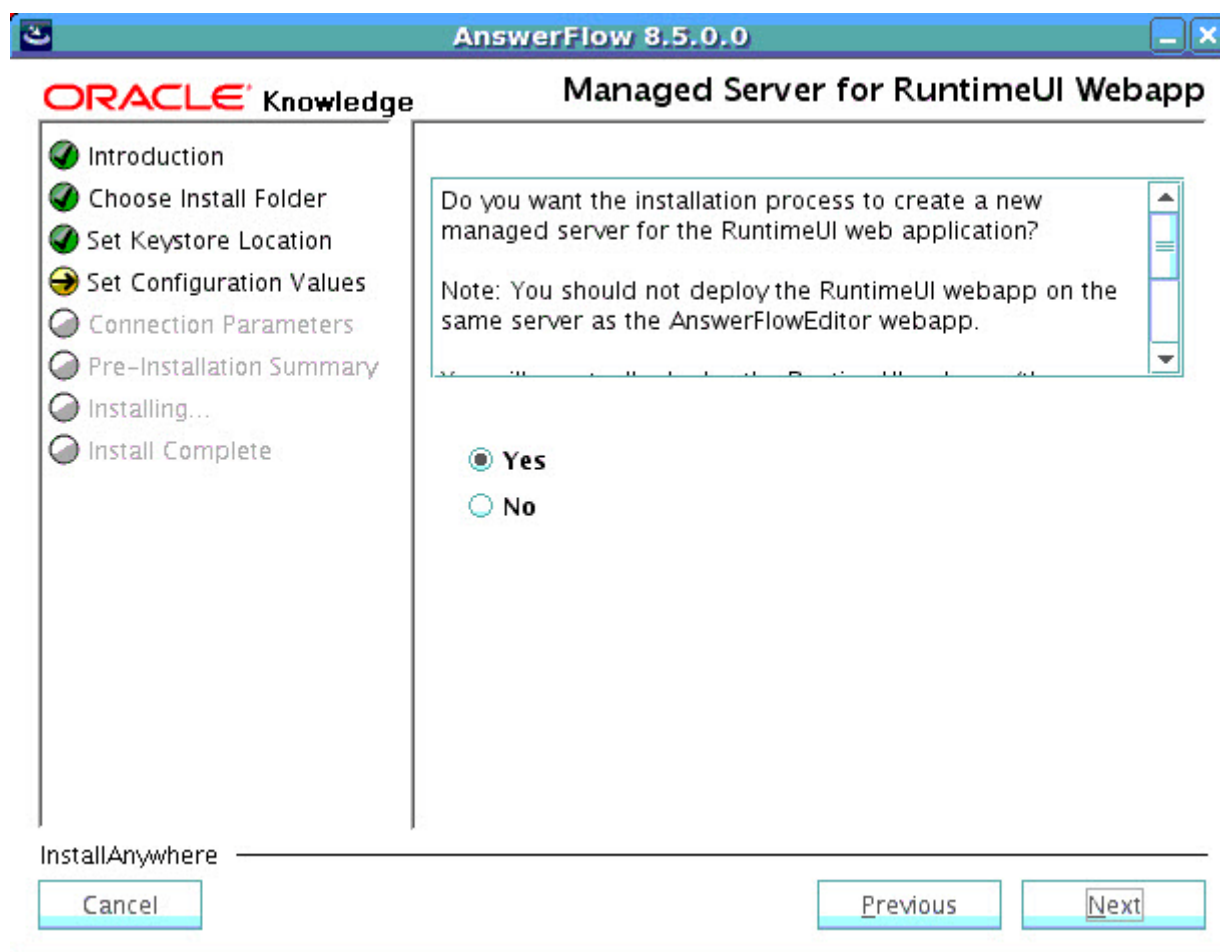 AnswerFlow 8.5.0.0
ORACLE Knowledge
Managed Server for RuntimeUI Webapp
Introduction
Choose Install Folder
Set Keystore Location
Set Configuration Values
Connection Parameters
Pre-Installation Summary
Installing...
Install Complete
Do you want the installation process to create a new
managed server for the RuntimeUI web application?
Note: You should not deploy the RuntimeUI webapp on the
same server as the AnswerFlowEditor webapp.
Yes
No
InstallAnywhere
Cancel
Previous
Next